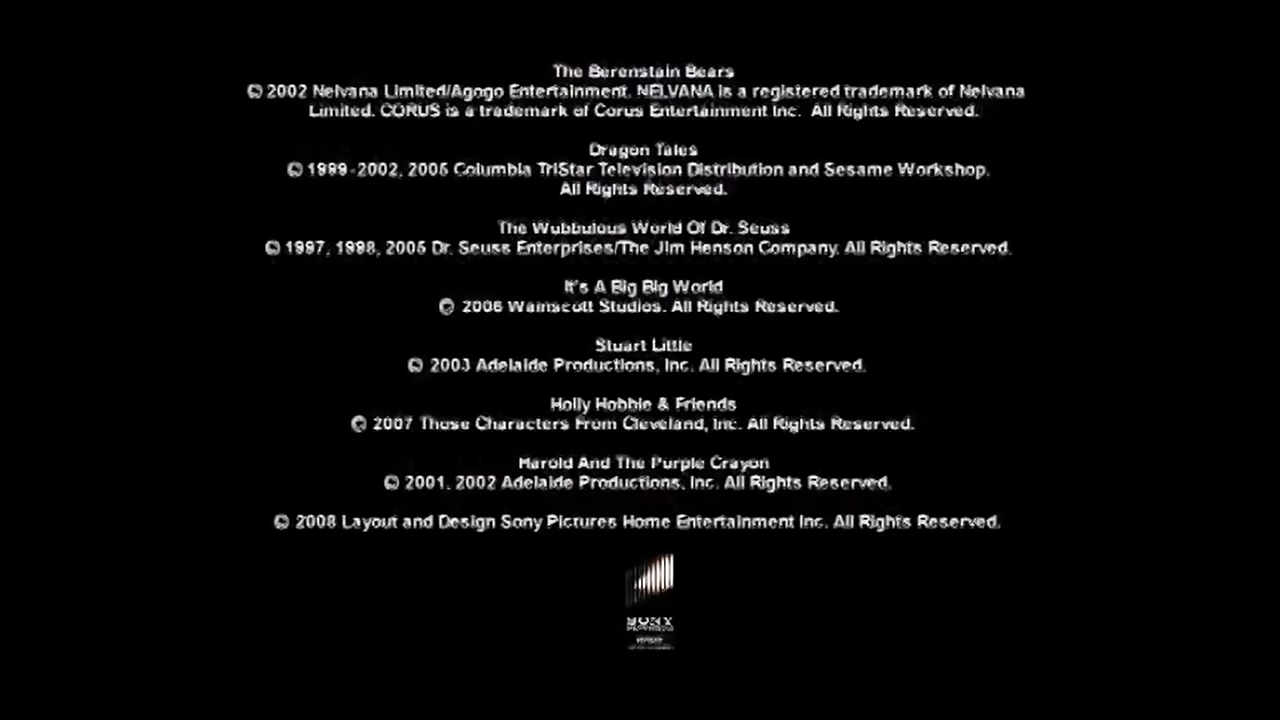 The Berenstain Bears
© 2002 Nelvana Limited/Agogo Entertainment. NELVANA is a registered trademark of Nelvana
Limited. CORUS is a trademark of Corus Entertainment Inc. All Rights Reserved.
Dragon Tales
© 1999-2002, 2005 Columbia TriStar Television Distribution and Sesame Workshop.
All Rights Reserved.
The Wubbulous World Of Dr. Seuss
© 1997, 1998, 2005 Dr. Seuss Enterprises/The Jim Henson Company. All Rights Reserved.
It's A Big Big World
© 2006 Wainscott Studios. All Rights Reserved.
Stuart Little
© 2003 Adelaide Productions, Inc. All Rights Reserved.
Holly Hobbie & Friends
© 2007 Those Characters From Cleveland, Inc. All Rights Reserved.
Harold And The Purple Crayon
© 2001, 2002 Adelaide Productions, Inc. All Rights Reserved.
© 2008 Layout and Design Sony Pictures Home Entertainment Inc. All Rights Reserved.
SONY